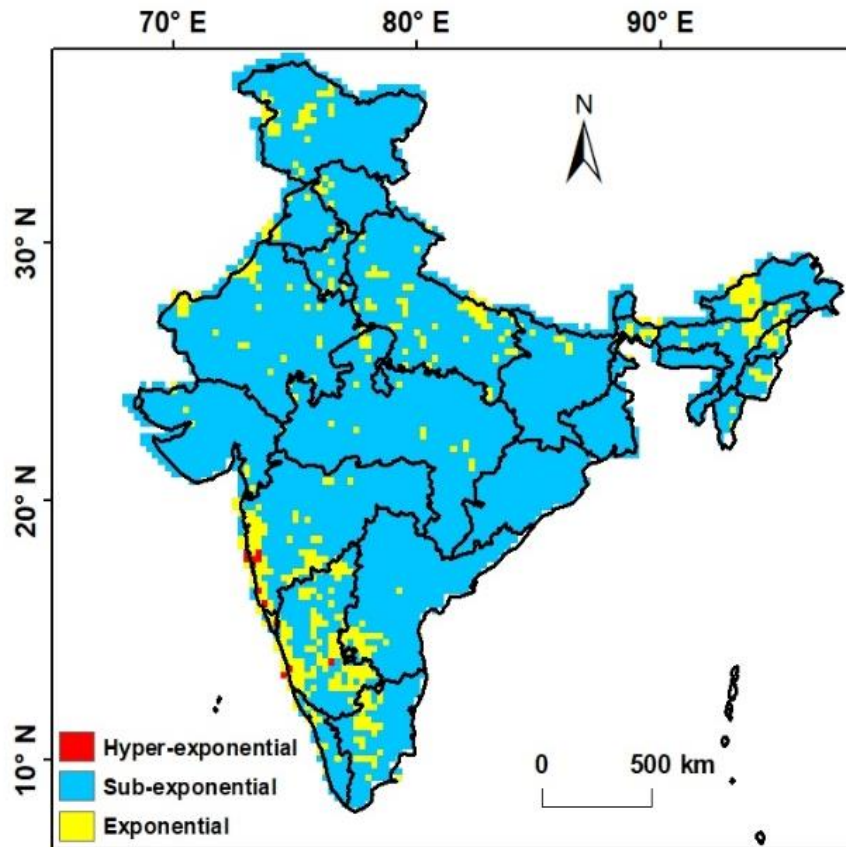 70° E 80° E 90° E
N
30° N
20° N
10° N
Hyper-exponential
Sub-exponential
Exponential
0 500 km